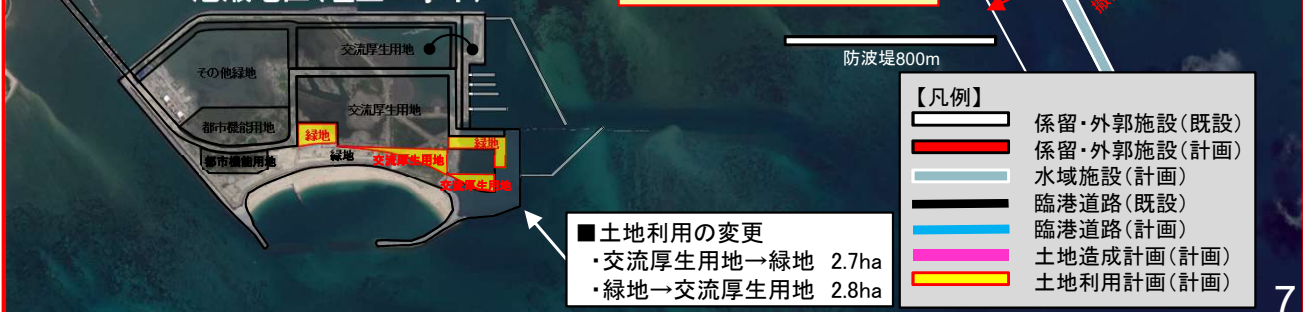 交流厚生用地
その他緑地
交流厚生用地
都市機能用地
緑地
緑地
都市機能用地
緑地
交流厚生用地
交流厚生用地
防波堤800m
【凡例】
係留・外郭施設(既設)
係留・外郭施設(計画)
水域施設(計画)
臨港道路(既設)
臨港道路(計画)
土地造成計画(計画)
土地利用計画(計画)
■土地利用の変更
・交流厚生用地→緑地 2.7ha
・緑地→交流厚生用地 2.8ha
7